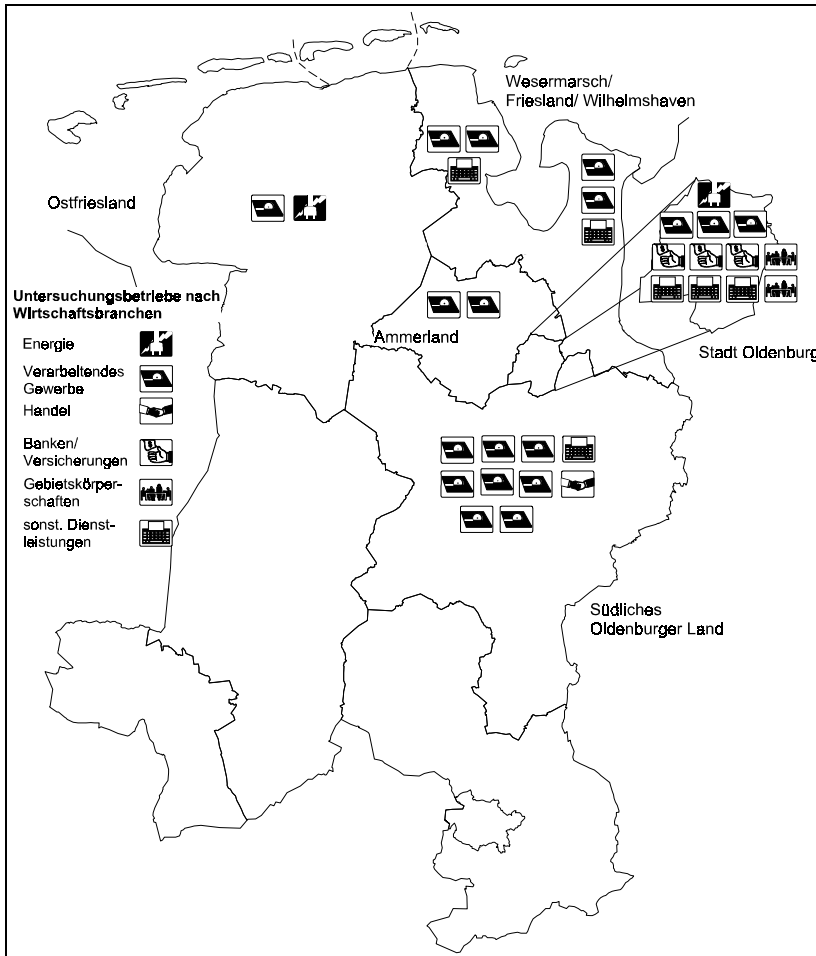 Wesermarsch/
Friesland/ Wilhelmshaven
Ostfriesland
Untersuchungsbetriebe nach
Wirtschaftsbranchen
Ammerland
Stadt Oldenburg
Energie
Verarbeitendes
Gewerbe
Handel
Banken/
Versicherungen
Gebietskörper-
schaften
sonst. Dienst-
leistungen
Südliches
Oldenburger Land